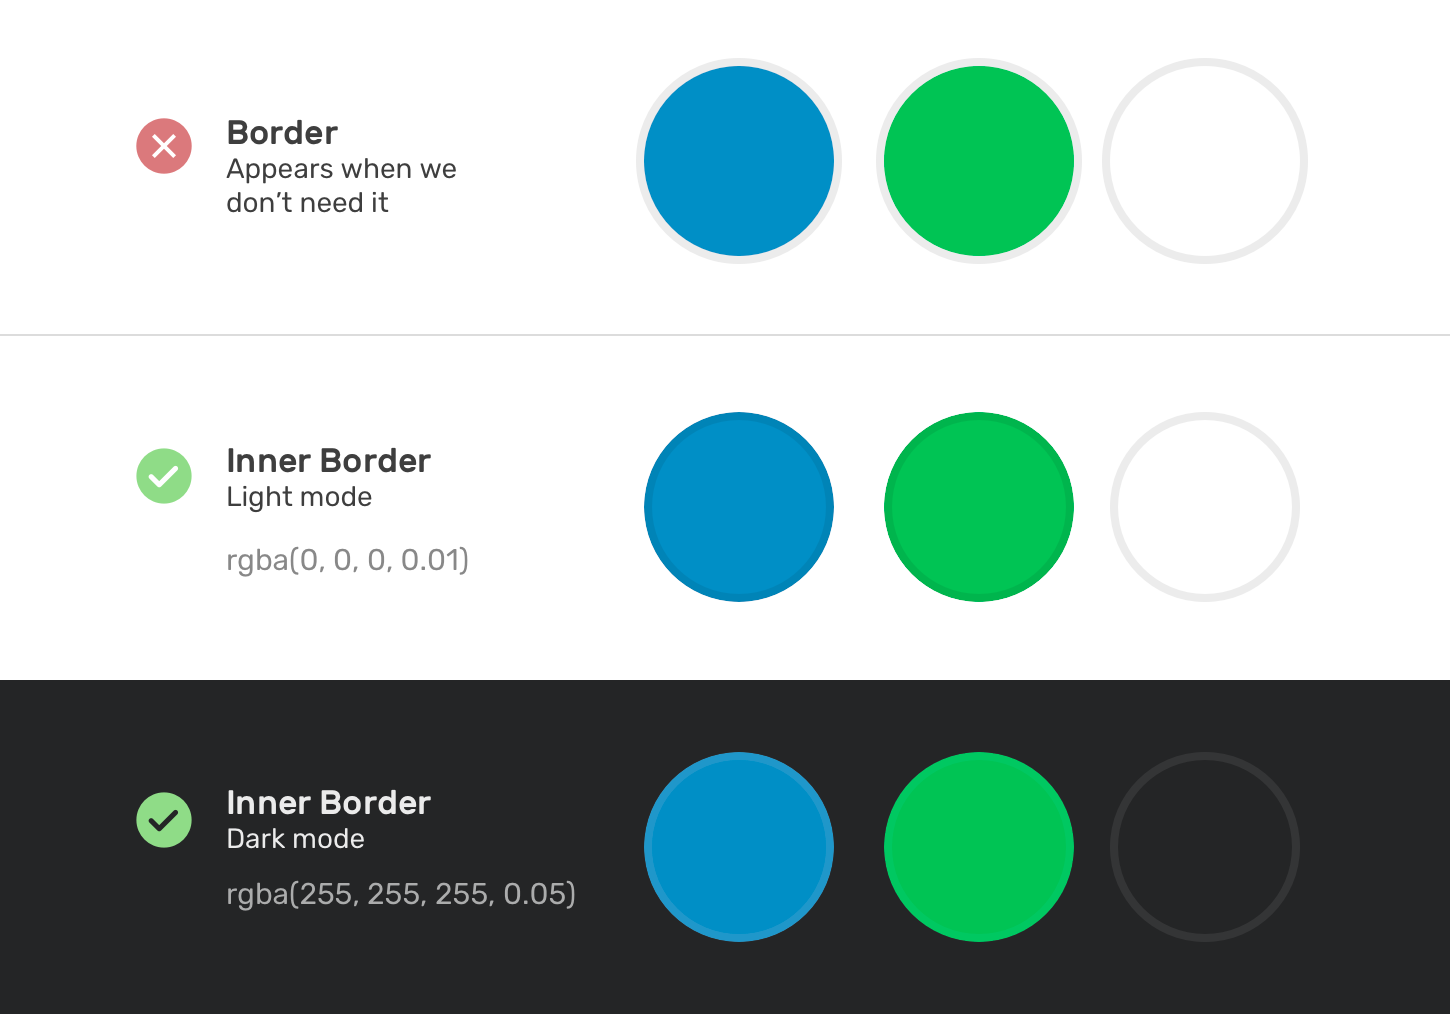 Border
Appears when we
don’t need it
Inner Border
Light mode
rgba(0, 0, 0, 0.01)
Inner Border
Dark mode
rgba(255, 255, 255, 0.05)